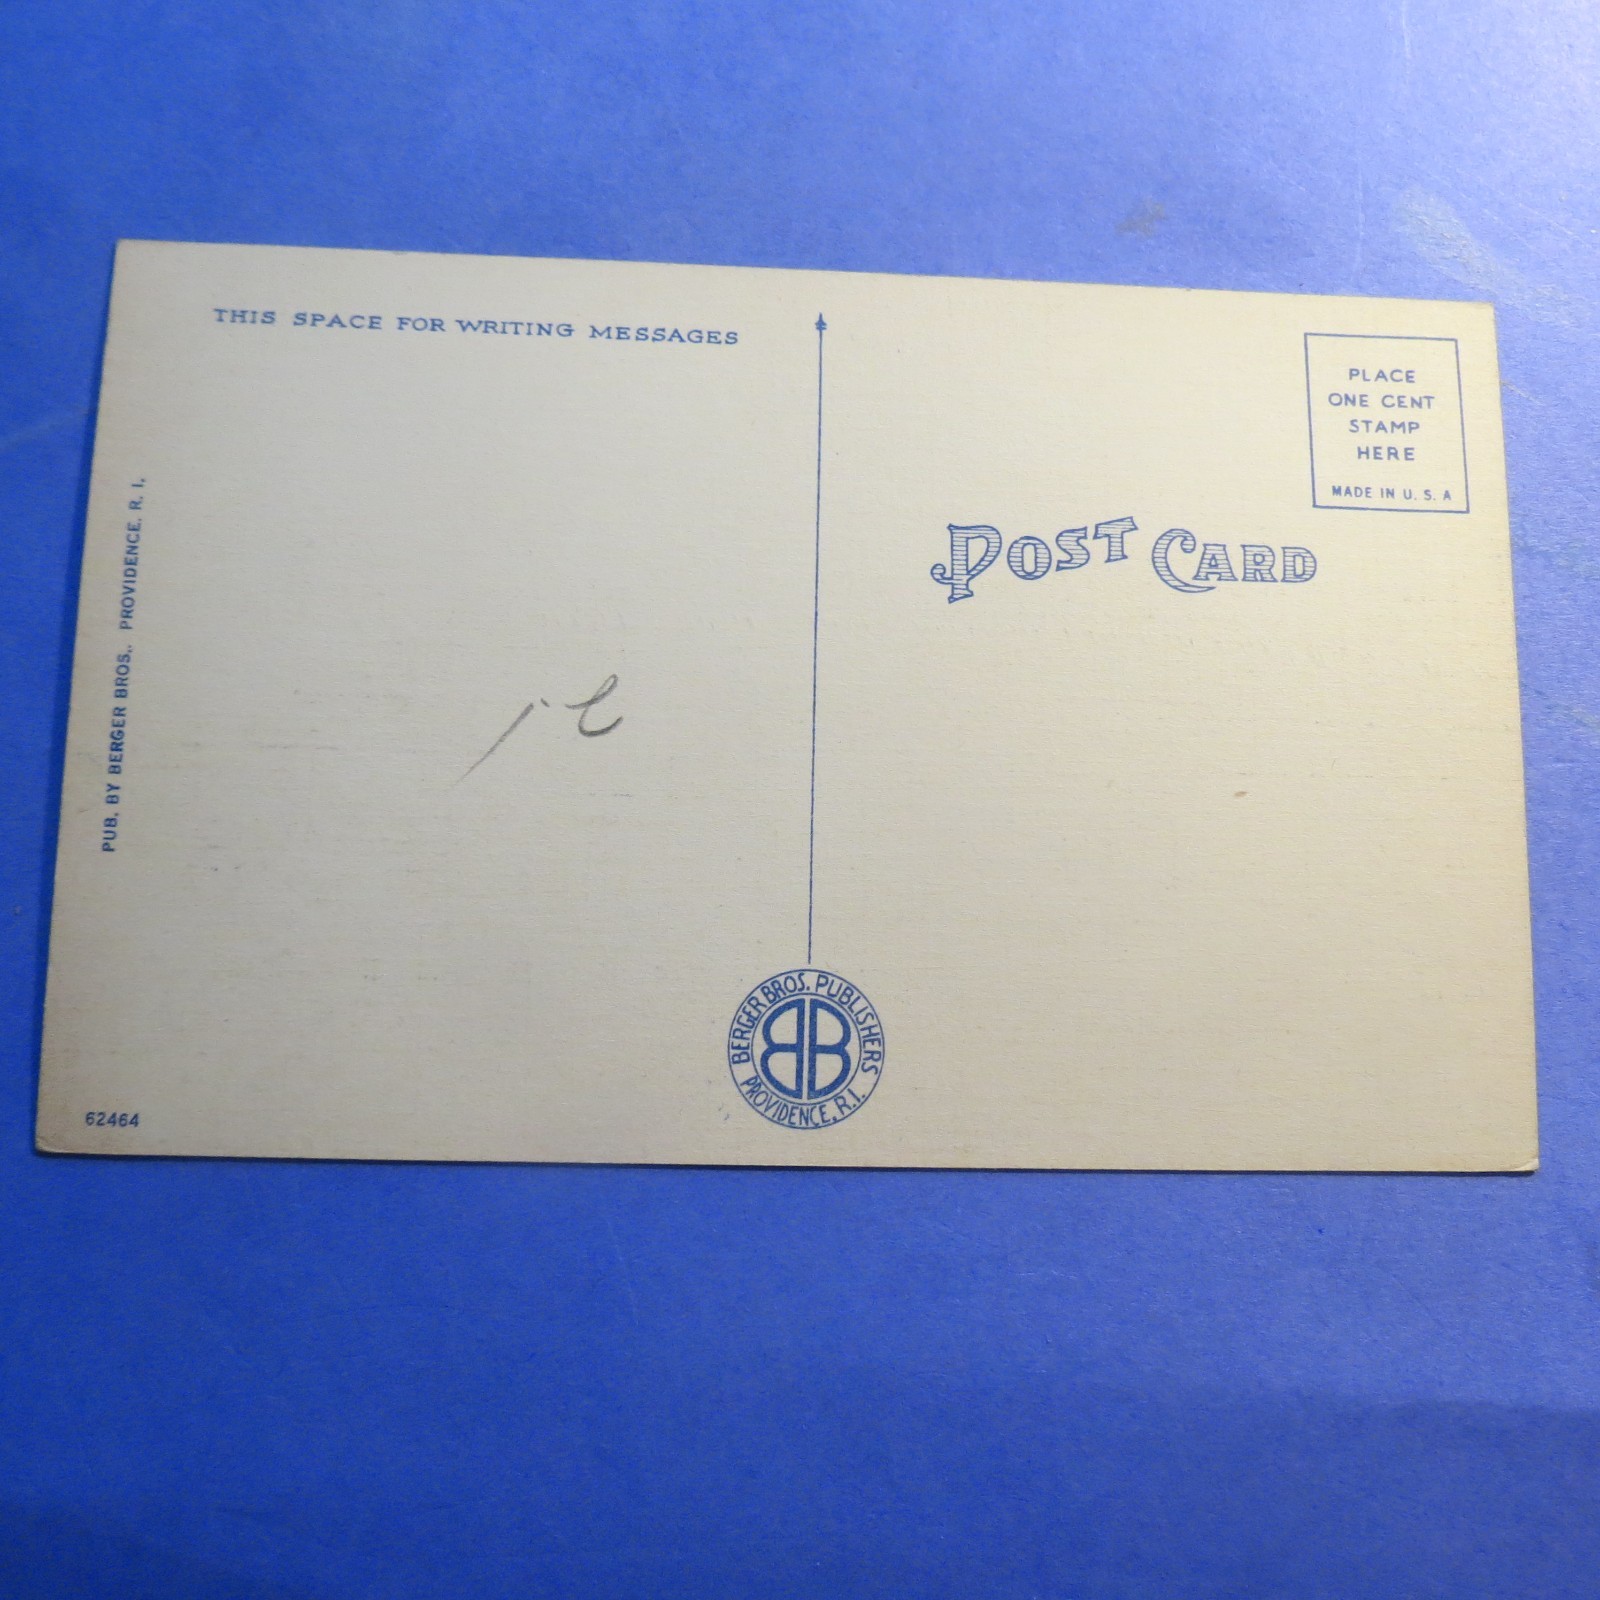 THIS SPACE FOR WRITING MESSAGES
PLACE
ONE CENT
STAMP
HERE
MADE IN U. S. A
POST CARD
PUB. BY BERGER BROS., PROVIDENCE, R. I.
BERGER BROS. PUBLISHERS
BB
PROVIDENCE, R.I.
62464